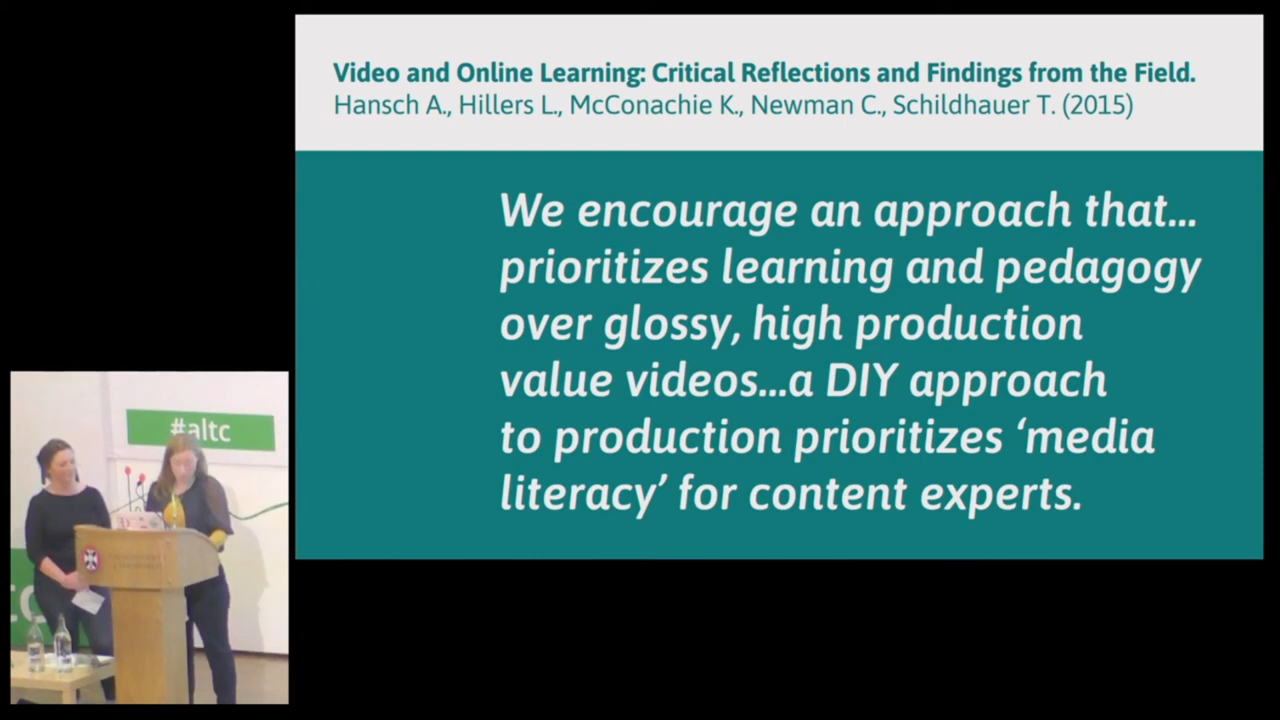 Video and Online Learning: Critical Reflections and Findings from the Field.
Hansch A., Hillers L., McConachie K., Newman C., Schildhauer T. (2015)
We encourage an approach that...
prioritizes learning and pedagogy
over glossy, high production
value videos...a DIY approach
to production prioritizes ‘media
literacy’ for content experts.
#altc